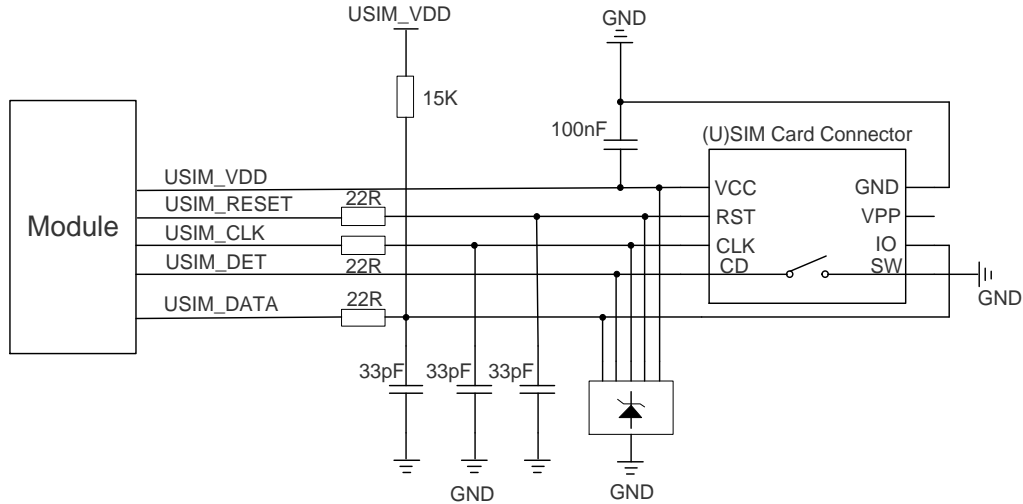 USIM_VDD
GND
15K
100nF
(U)SIM Card Connector
Module
USIM_VDD
USIM_RESET
USIM_CLK
USIM_DET
USIM_DATA
22R
22R
22R
VCC
RST
CLK
CD
GND
VPP
IO
SW
GND
33pF
33pF
33pF
GND
GND